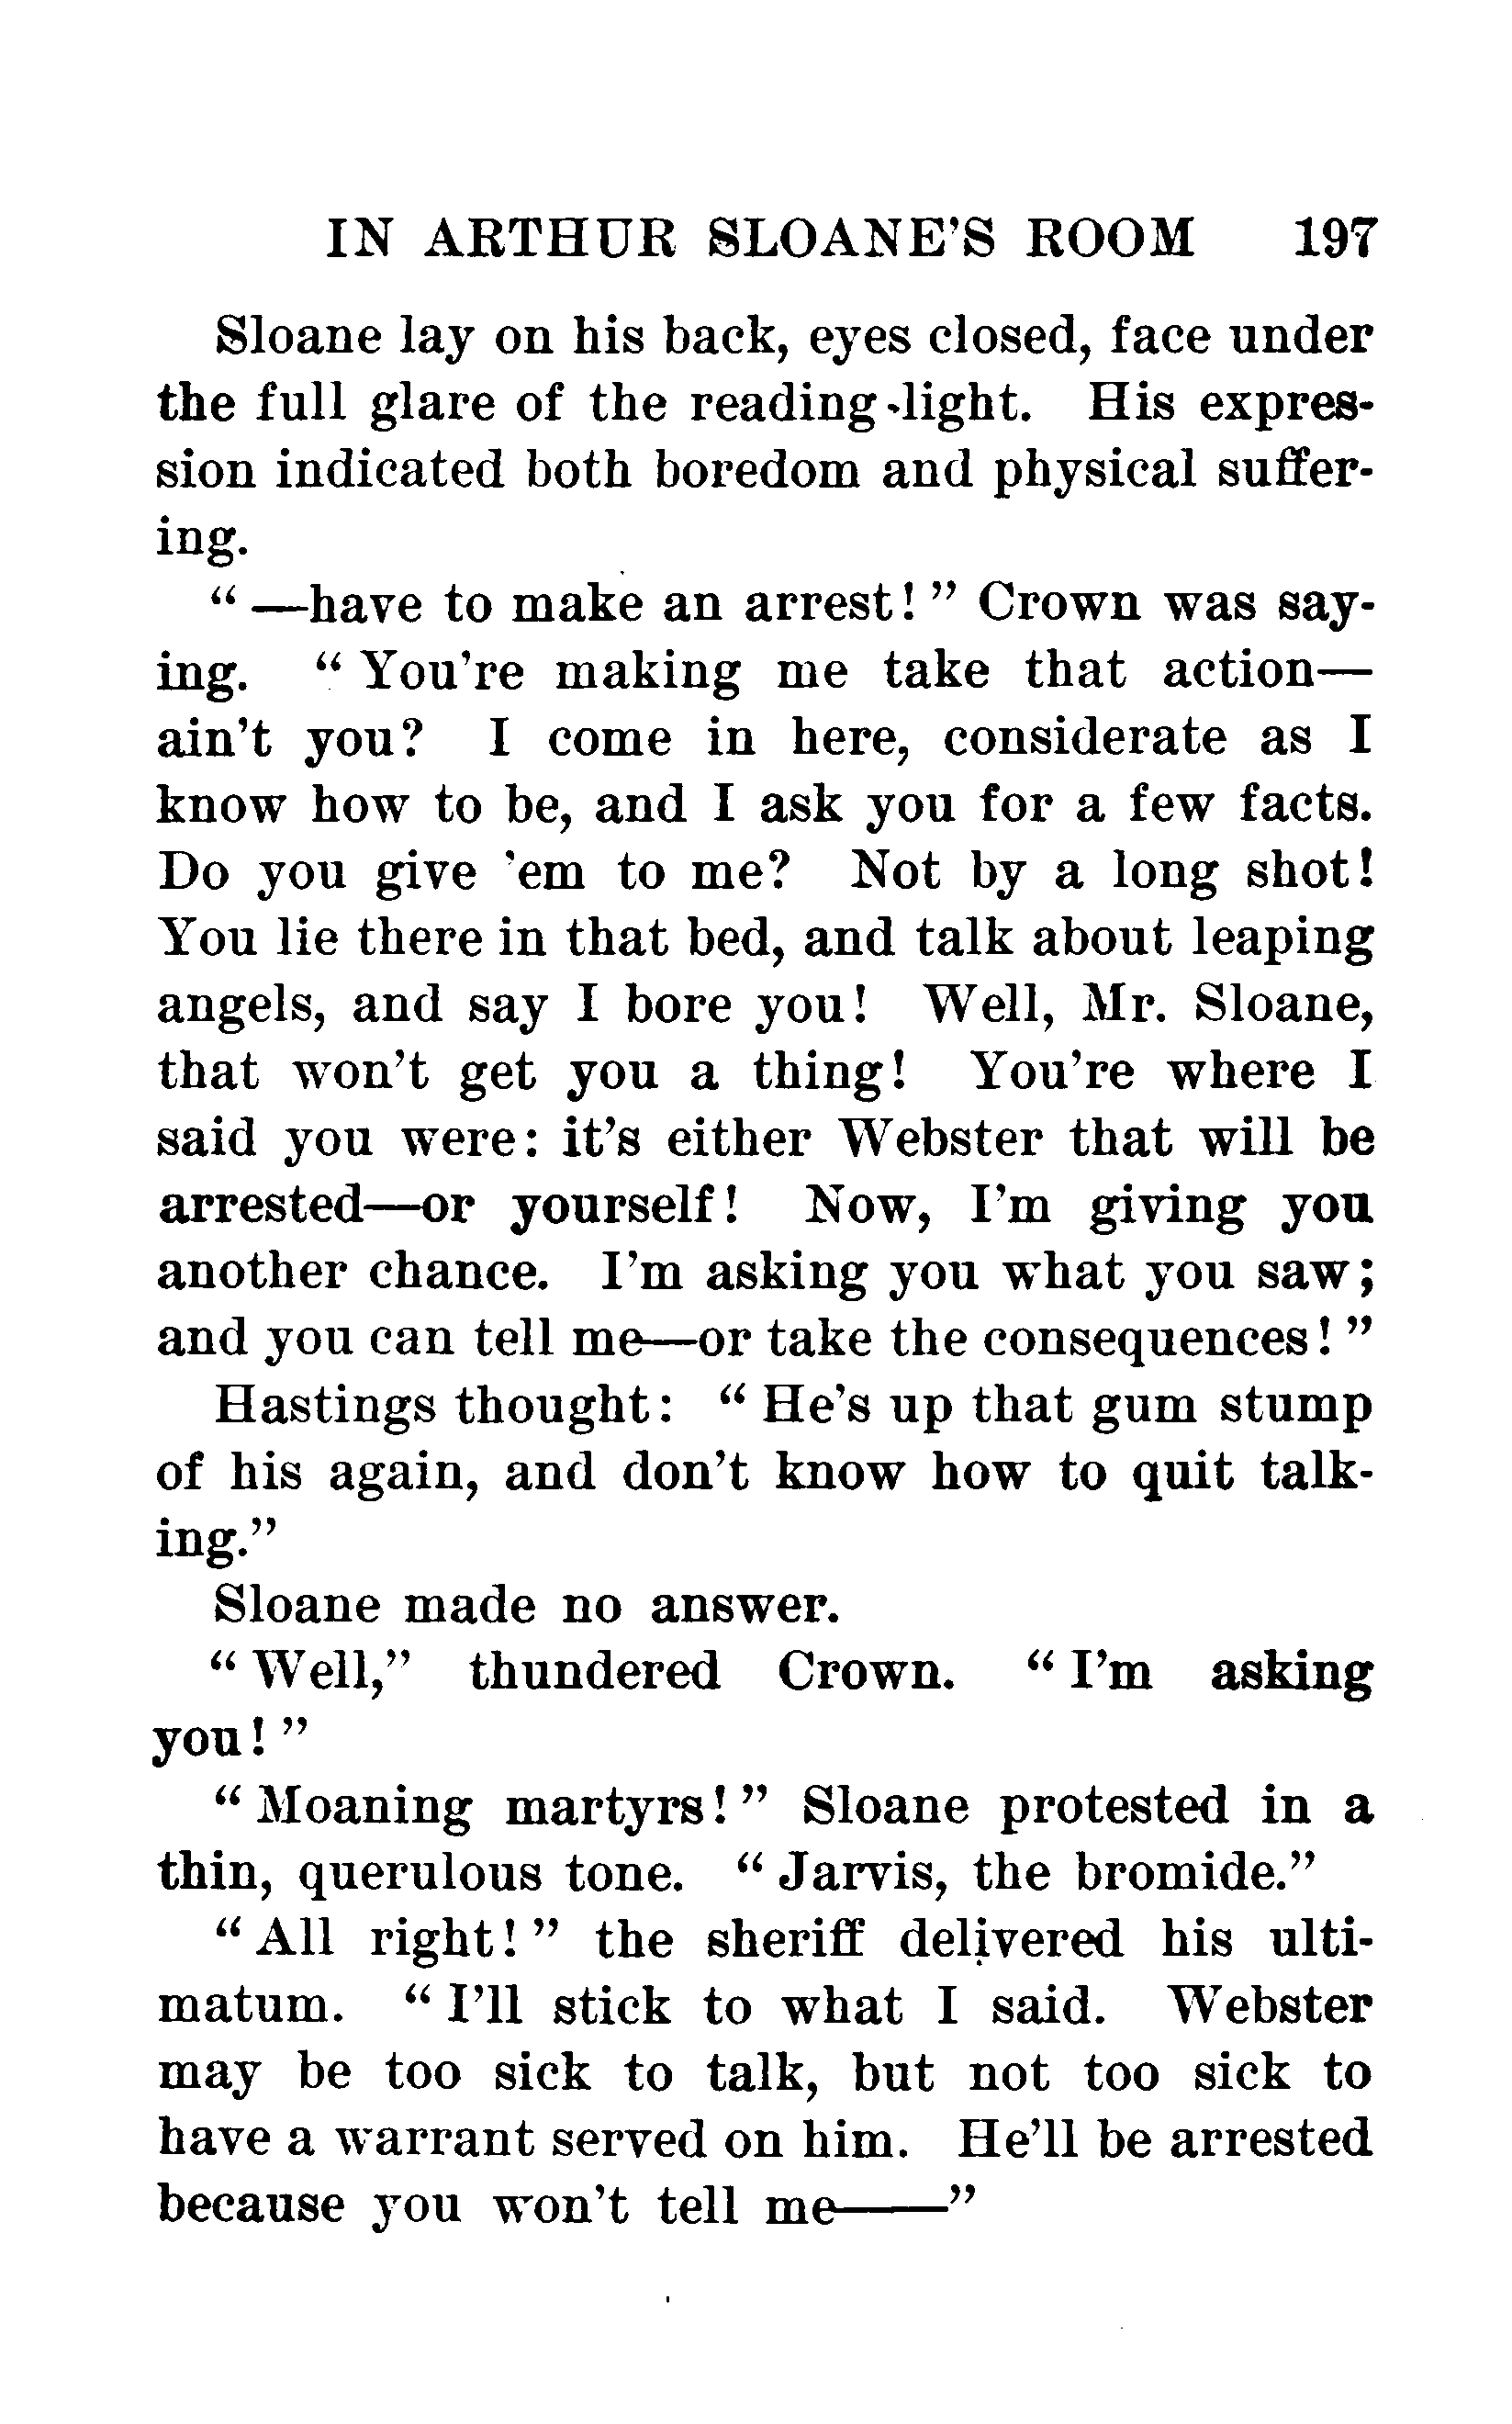 IN ARTHUR SLOANE'S ROOM 197
Sloane lay on his back, eyes closed, face under
the full glare of the reading-light. His expres-
sion indicated both boredom and physical suffer-
ing.
"—have to make an arrest!" Crown was say-
ing. "You're making me take that action—
ain't you? I come in here, considerate as I
know how to be, and I ask you for a few facts.
Do you give 'em to me? Not by a long shot!
You lie there in that bed, and talk about leaping
angels, and say I bore you! Well, Mr. Sloane,
that won't get you a thing! You're where I
said you were: it's either Webster that will be
arrested—or yourself! Now, I'm giving you
another chance. I'm asking you what you saw;
and you can tell me—or take the consequences!"
Hastings thought: "He's up that gum stump
of his again, and don't know how to quit talk-
ing."
Sloane made no answer.
"Well," thundered Crown. "I'm asking
you!"
"Moaning martyrs!" Sloane protested in a
thin, querulous tone. "Jarvis, the bromide."
"All right!" the sheriff delivered his ulti-
matum. "I'll stick to what I said. Webster
may be too sick to talk, but not too sick to
have a warrant served on him. He'll be arrested
because you won't tell me——"